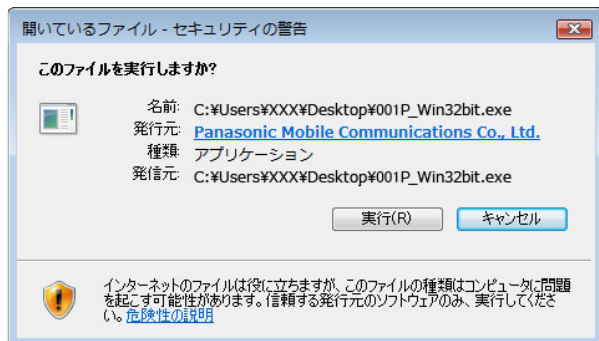 開いているファイル - セキュリティの警告
このファイルを実行しますか?
名前: C:¥Users¥XXX¥Desktop¥001P_Win32bit.exe
発行元: Panasonic Mobile Communications Co., Ltd.
種類: アプリケーション
発信元: C:¥Users¥XXX¥Desktop¥001P_Win32bit.exe
実行(R) キャンセル
インターネットのファイルは役に立ちますが、このファイルの種類はコンピュータに問題
を起こす可能性があります。信頼する発行元のソフトウェアのみ、実行してくださ
い。危険性の説明